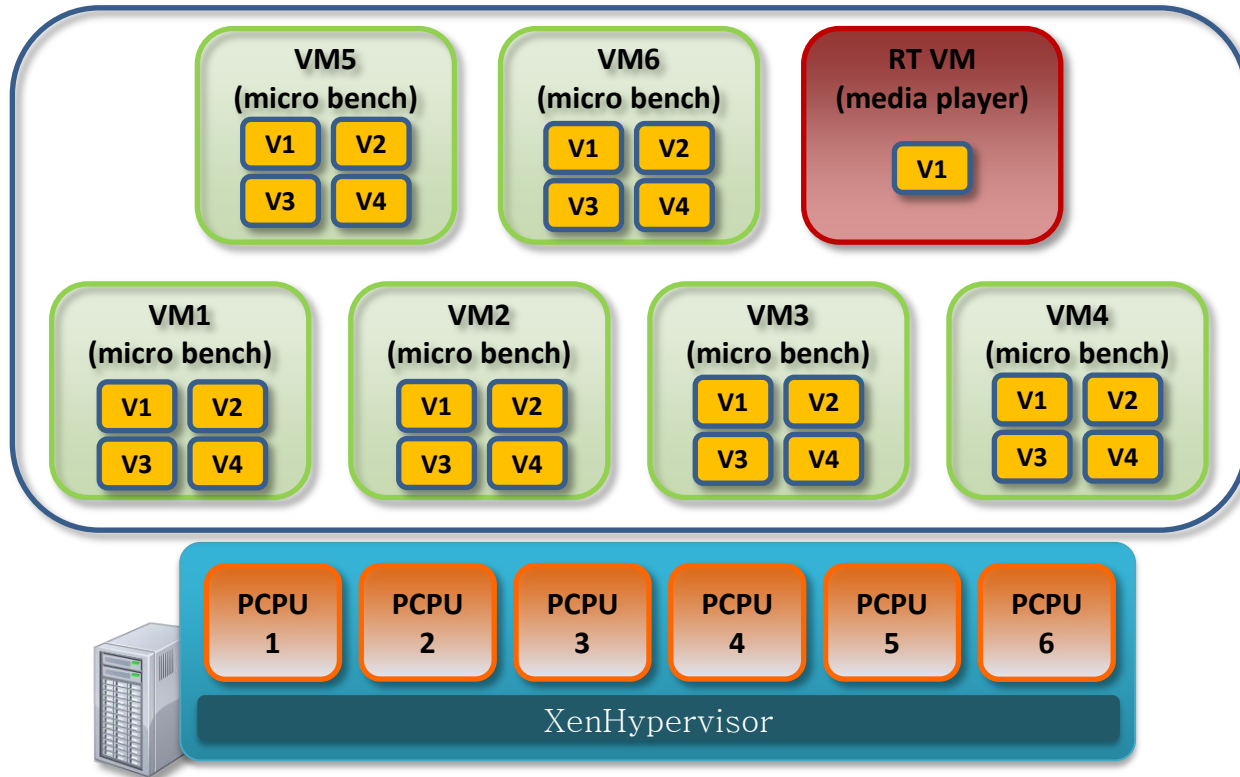 VM5
(micro bench)
V1 V2
V3 V4
VM6
(micro bench)
V1 V2
V3 V4
RT VM
(media player)
V1
VM1
(micro bench)
V1 V2
V3 V4
VM2
(micro bench)
V1 V2
V3 V4
VM3
(micro bench)
V1 V2
V3 V4
VM4
(micro bench)
V1 V2
V3 V4
PCPU
1
PCPU
2
PCPU
3
PCPU
4
PCPU
5
PCPU
6
XenHypervisor